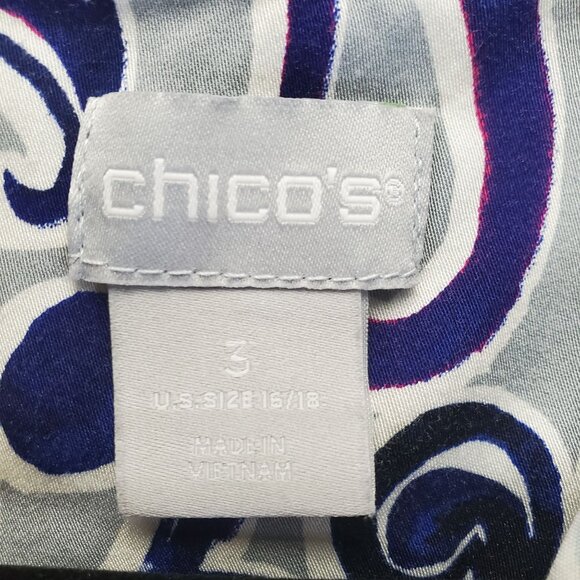 chico's®
3
U.S. SIZE 16/18
MADE IN
VIETNAM